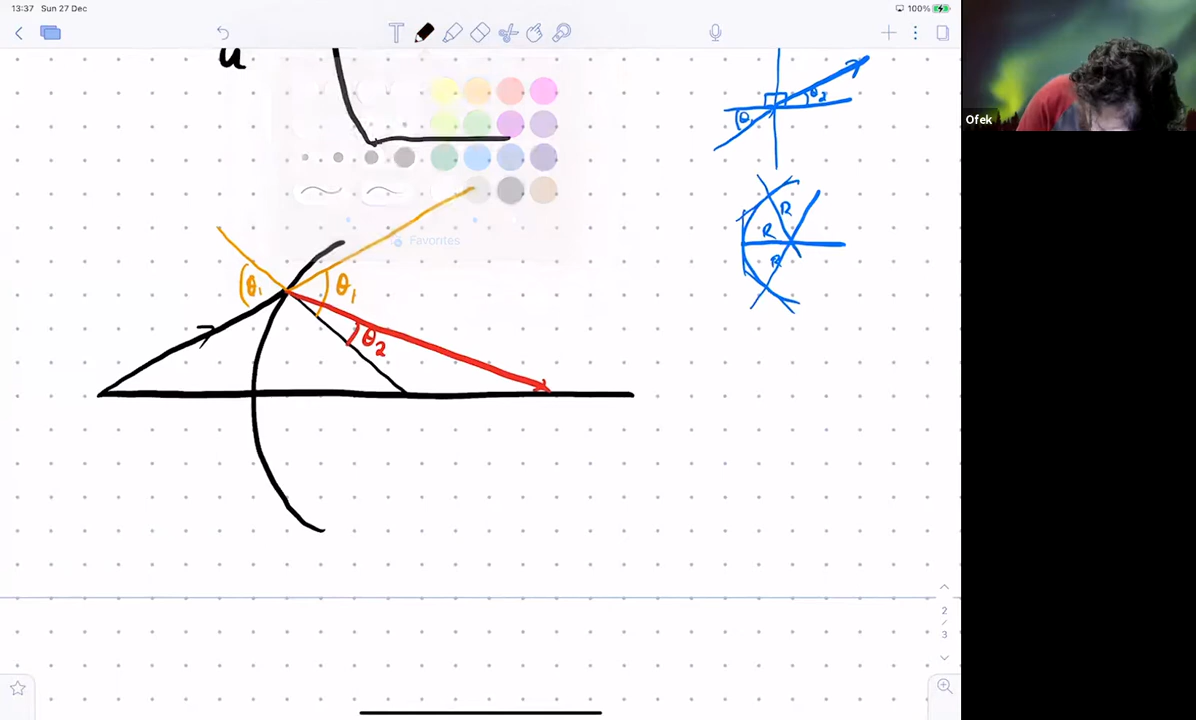 13:37 Sun 27 Dec
100%
T
u
θ2
Ofek
R
R
R
Favorites
θ1
θ1
θ2
2
/
3